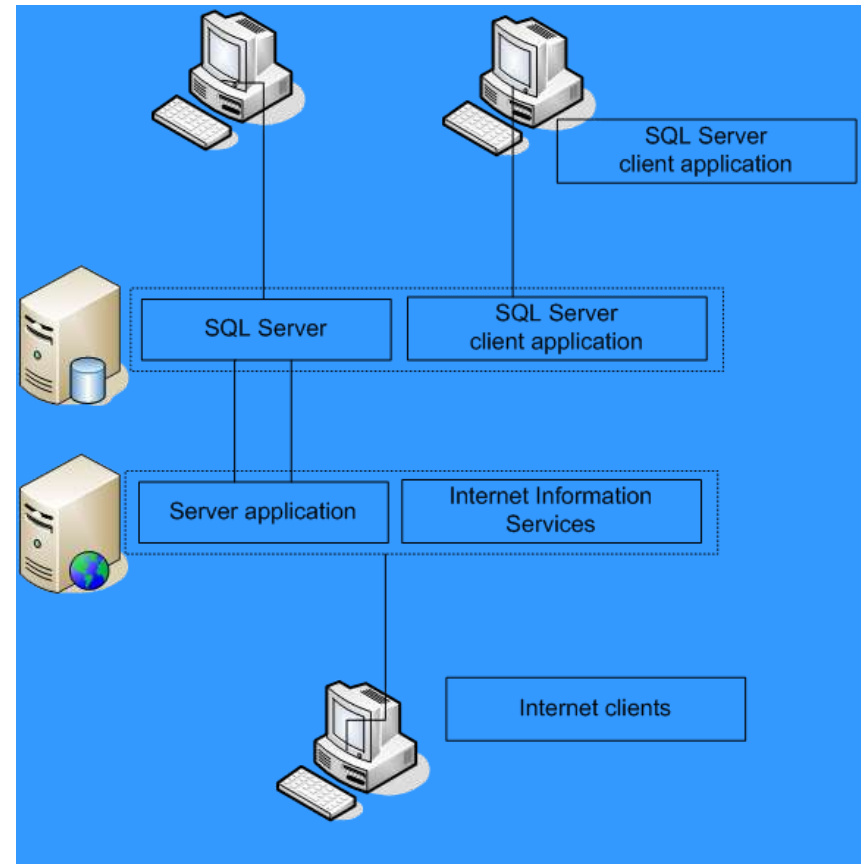 SQL Server
client application
SQL Server
SQL Server
client application
Server application
Internet Information
Services
Internet clients